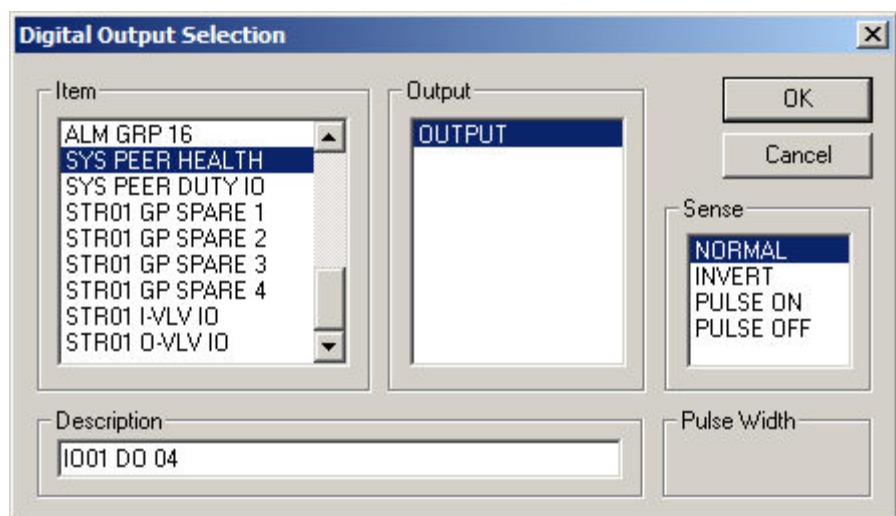 Digital Output Selection
Item
ALM GRP 16
SYS PEER HEALTH
SYS PEER DUTY IO
STR01 GP SPARE 1
STR01 GP SPARE 2
STR01 GP SPARE 3
STR01 GP SPARE 4
STR01 I-VLV IO
STR01 O-VLV IO
Output
OUTPUT
OK
Cancel
Sense
NORMAL
INVERT
PULSE ON
PULSE OFF
Description
IO01 DO 04
Pulse Width